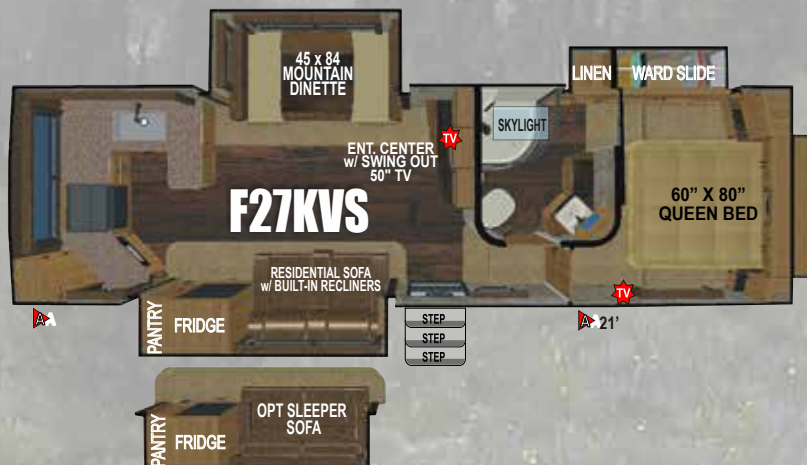 45 x 84
MOUNTAIN
DINETTE
LINEN
WARD SLIDE
SKYLIGHT
TV
ENT. CENTER
w/ SWING OUT
50" TV
F27KVS
60” X 80”
QUEEN BED
RESIDENTIAL SOFA
w/ BUILT-IN RECLINERS
PANTRY
FRIDGE
TV
STEP
STEP
STEP
A
A 21’
OPT SLEEPER
SOFA
PANTRY
FRIDGE